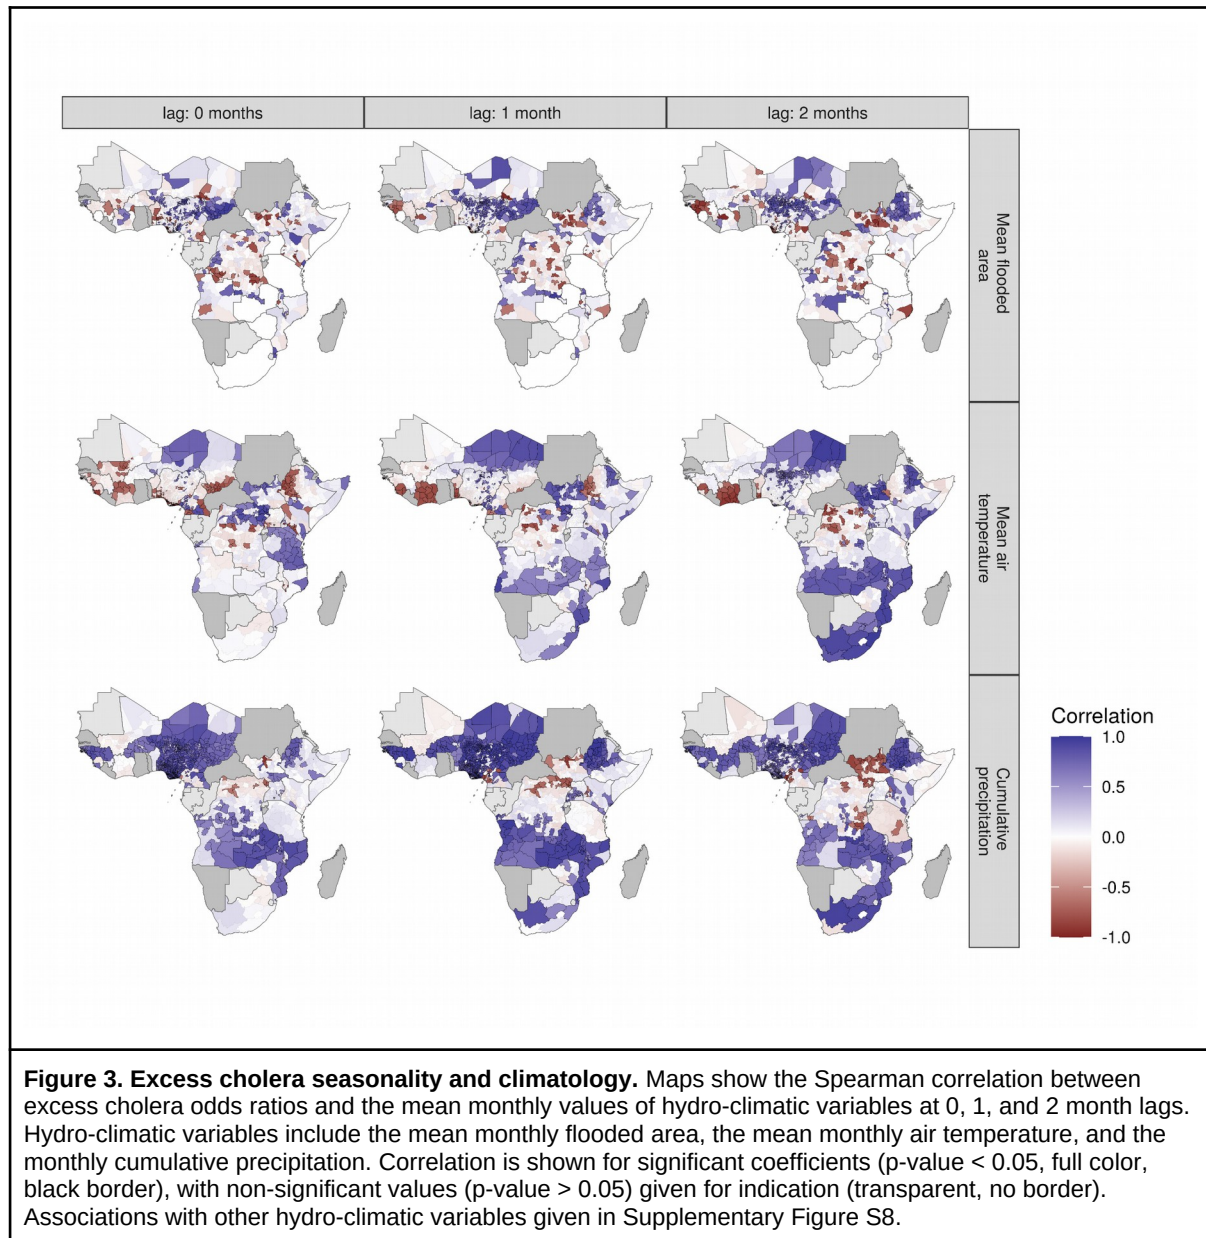 lag: 0 months
lag: 1 month
lag: 2 months
Mean flooded
area
Mean air
temperature
Cumulative
precipitation
Correlation
1.0
0.5
0.0
-0.5
-1.0
Figure 3. Excess cholera seasonality and climatology. Maps show the Spearman correlation between
excess cholera odds ratios and the mean monthly values of hydro-climatic variables at 0, 1, and 2 month lags.
Hydro-climatic variables include the mean monthly flooded area, the mean monthly air temperature, and the
monthly cumulative precipitation. Correlation is shown for significant coefficients (p-value < 0.05, full color,
black border), with non-significant values (p-value > 0.05) given for indication (transparent, no border).
Associations with other hydro-climatic variables given in Supplementary Figure S8.